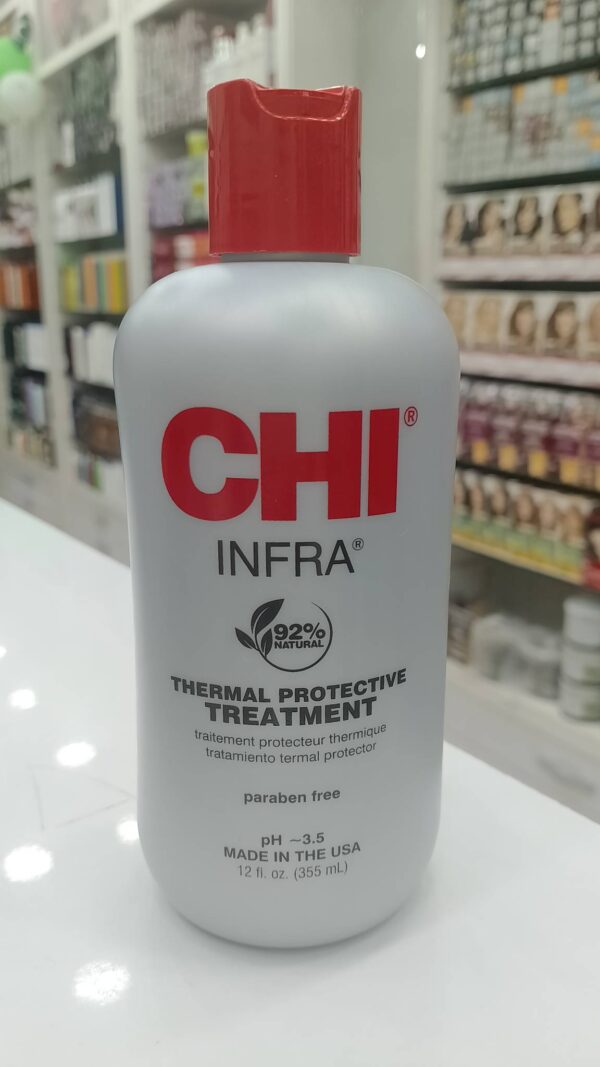 CHI®
INFRA®
92%
NATURAL
THERMAL PROTECTIVE
TREATMENT
traitement protecteur thermique
tratamiento termal protector
paraben free
pH ~3.5
MADE IN THE USA
12 fl. oz. (355 mL)